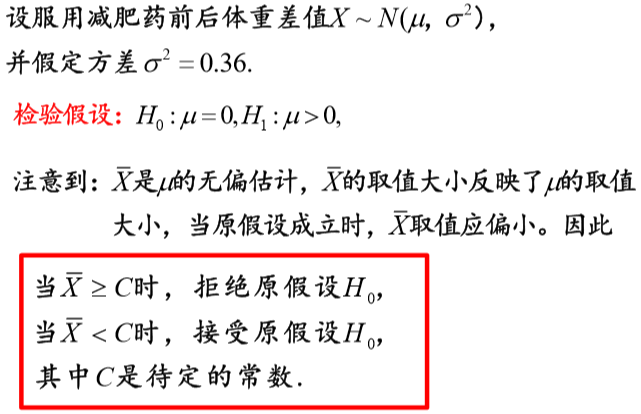 设服用减肥药前后体重差值X ~ N(μ, σ²),
并假定方差σ² = 0.36.
检验假设：H₀ : μ = 0, H₁ : μ > 0,
注意到：X̄是μ的无偏估计，X̄的取值大小反映了μ的取值
大小，当原假设成立时，X̄取值应偏小。因此
当X̄ ≥ C时，拒绝原假设H₀,
当X̄ < C时，接受原假设H₀,
其中C是待定的常数.